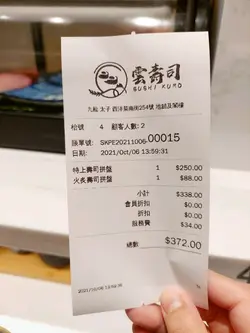 雲壽司
SUSHI KUMO
九龍 太子 西洋菜南街254號 地鋪及閣樓
枱號 4 顧客人數: 2
賬單號: SKPE20211006.00015
日期: 2021/Oct/06 13:59:31
特上壽司拼盤 1 $250.00
火炙壽司拼盤 1 $88.00
小計 $338.00
會員折扣 $0.00
折扣 $0.00
服務費 $34.00
總數 $372.00